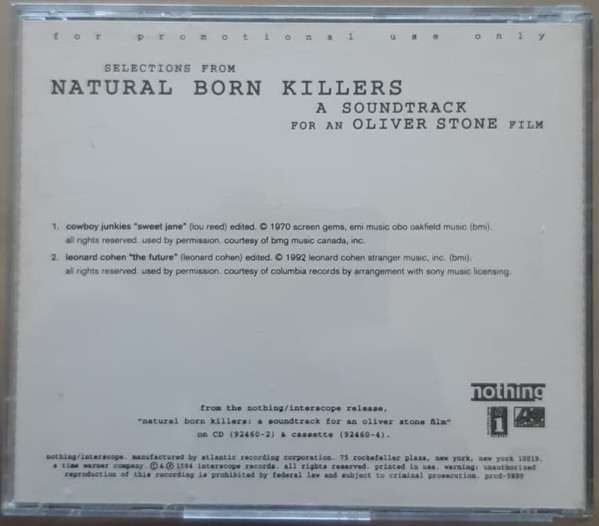 for promotional use only
SELECTIONS FROM
NATURAL BORN KILLERS
A SOUNDTRACK
FOR AN OLIVER STONE FILM
1. cowboy junkies "sweet jane" (lou reed) edited. © 1970 screen gems, emi music obo oakfield music (bmi).
all rights reserved. used by permission. courtesy of bmg music canada, inc.
2. leonard cohen "the future" (leonard cohen) edited. © 1992 leonard cohen stranger music, inc. (bmi).
all rights reserved. used by permission. courtesy of columbia records by arrangement with sony music licensing.
nothing
from the nothing/interscope release,
"natural born killers: a soundtrack for an oliver stone film"
on CD (92460-2) & cassette (92460-4).
nothing/interscope. manufactured by atlantic recording corporation. 75 rockefeller plaza, new york, new york 10019.
a time warner company. © & ℗ 1994 interscope records. all rights reserved. printed in usa. warning: unauthorized
reproduction of this recording is prohibited by federal law and subject to criminal prosecution. prcd-5899